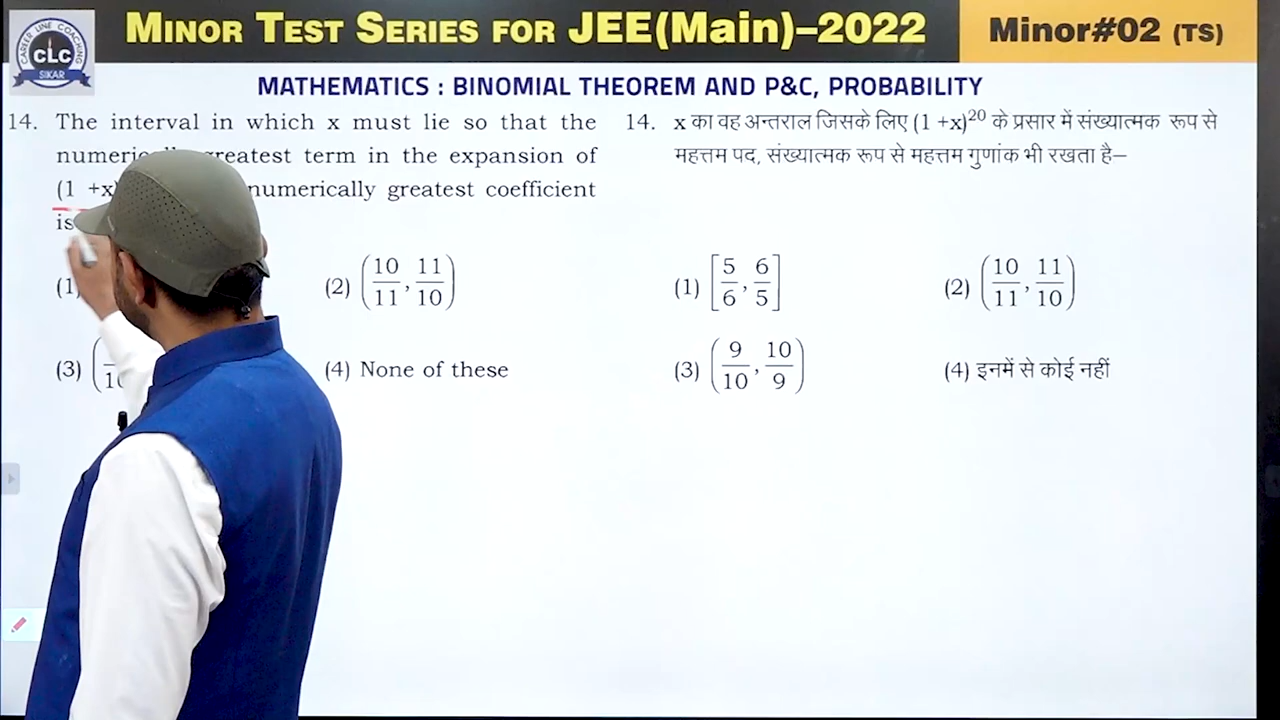 CAREER LINE COACHING
CLC
SIKAR
MINOR TEST SERIES FOR JEE(Main)–2022
Minor#02 (TS)
MATHEMATICS : BINOMIAL THEOREM AND P&C, PROBABILITY
14. The interval in which x must lie so that the
greatest term in the expansion of
(1 +x numerically greatest coefficient
is
(1)
(2) (10/11, 11/10)
(3) (
(4) None of these
14. x का वह अन्तराल जिसके लिए (1 +x)²⁰ के प्रसार में संख्यात्मक रूप से
महत्तम पद, संख्यात्मक रूप से महत्तम गुणांक भी रखता है–
(1) [5/6, 6/5]
(2) (10/11, 11/10)
(3) (9/10, 10/9)
(4) इनमें से कोई नहीं